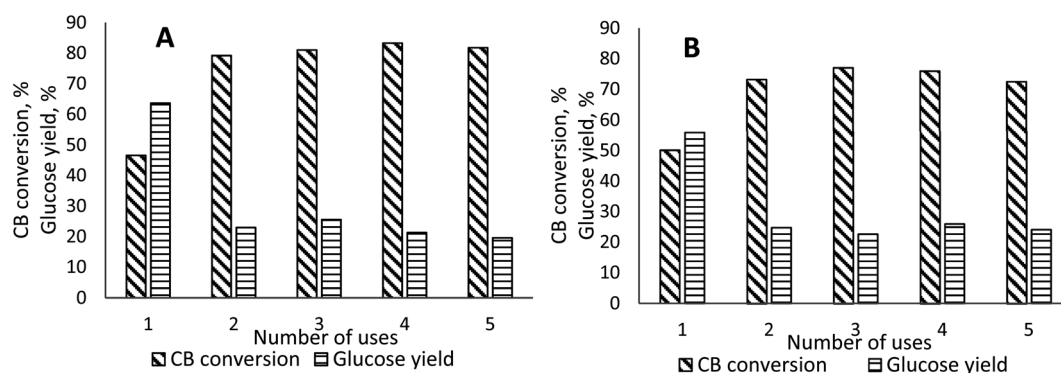 A
CB conversion, %
Glucose yield, %
90
80
70
60
50
40
30
20
10
0
1 2 3 4 5
Number of uses
CB conversion Glucose yield
B
CB conversion, %
Glucose yield, %
90
80
70
60
50
40
30
20
10
0
1 2 3 4 5
Number of uses
CB conversion Glucose yield